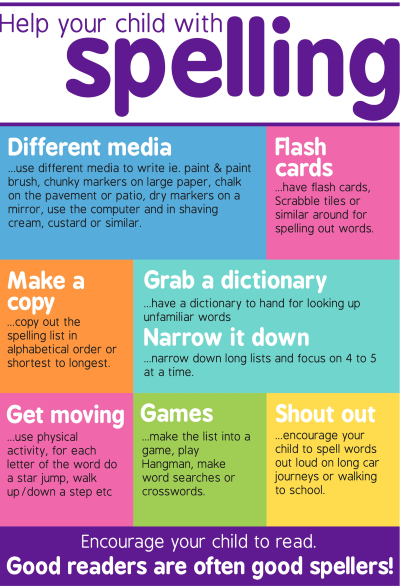 Help your child with
spelling
Different media
...use different media to write ie. paint & paint
brush, chunky markers on large paper, chalk
on the pavement or patio, dry markers on a
mirror, use the computer and in shaving
cream, custard or similar.
Flash
cards
...have flash cards,
Scrabble tiles or
similar around for
spelling out words.
Make a
copy
...copy out the
spelling list in
alphabetical order or
shortest to longest.
Grab a dictionary
...have a dictionary to hand for looking up
unfamiliar words
Narrow it down
...narrow down long lists and focus on 4 to 5
at a time.
Get moving
...use physical
activity, for each
letter of the word do
a star jump, walk
up/down a step etc
Games
...make the list into a
game, play
Hangman, make
word searches or
crosswords.
Shout out
...encourage your
child to spell words
out loud on long car
journeys or walking
to school.
Encourage your child to read.
Good readers are often good spellers!